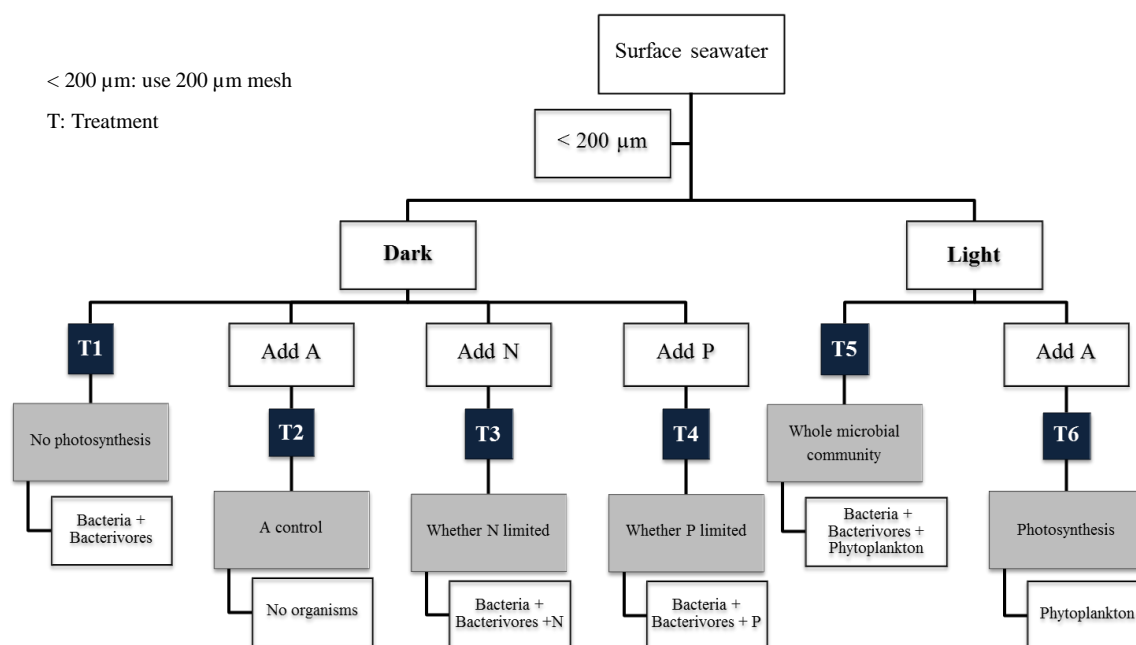 Surface seawater
< 200 µm: use 200 µm mesh
T: Treatment
< 200 µm
Dark
Light
T1
Add A
Add N
Add P
T5
Add A
No photosynthesis
T2
T3
T4
Whole microbial
community
T6
Bacteria +
Bacterivores
A control
Whether N limited
Whether P limited
Bacteria +
Bacterivores +
Phytoplankton
Photosynthesis
No organisms
Bacteria +
Bacterivores +N
Bacteria +
Bacterivores + P
Phytoplankton